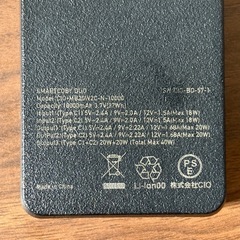 SMARTCOBY DUO
Model: CIO-MB20W2C-N-10000
Capacity: 10000mAh 3.7V(37Wh)
Input1 (Type C1) 5V⎓2.4A / 9V⎓2.0A / 12V⎓1.5A(Max 18W)
Input2 (Type C2) 5V⎓2.4A / 9V⎓2.0A / 12V⎓1.5A(Max 18W)
Output1 (Type C1) 5V⎓2.4A / 9V⎓2.22A / 12V⎓1.68A(Max 20W)
Output2 (Type C2) 5V⎓2.4A / 9V⎓2.22A / 12V⎓1.68A(Max 20W)
Output (Type C1+C2) 20W+20W (Total Max 40W)
Made in China
Li-ion00
PSE
株式会社CIO